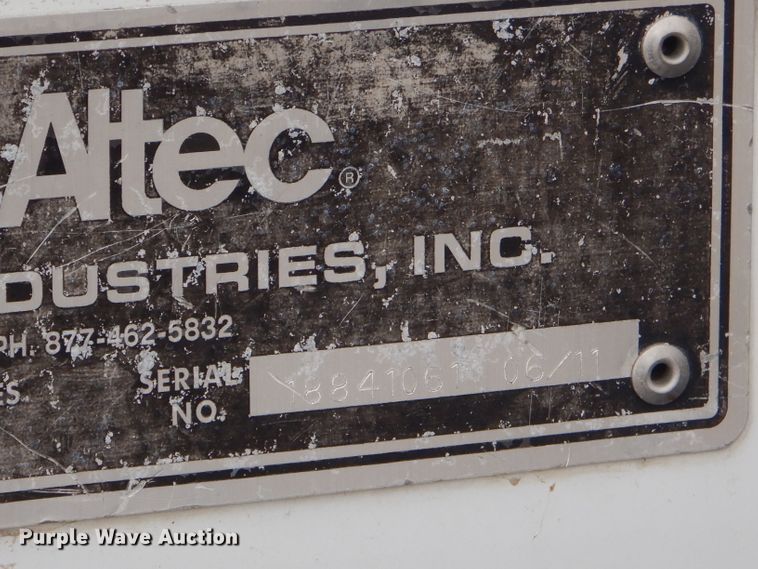 Altec®
DUSTRIES, INC.
PH. 877-462-5832
ES
SERIAL
NO.
18841061 06/11
Purple Wave Auction